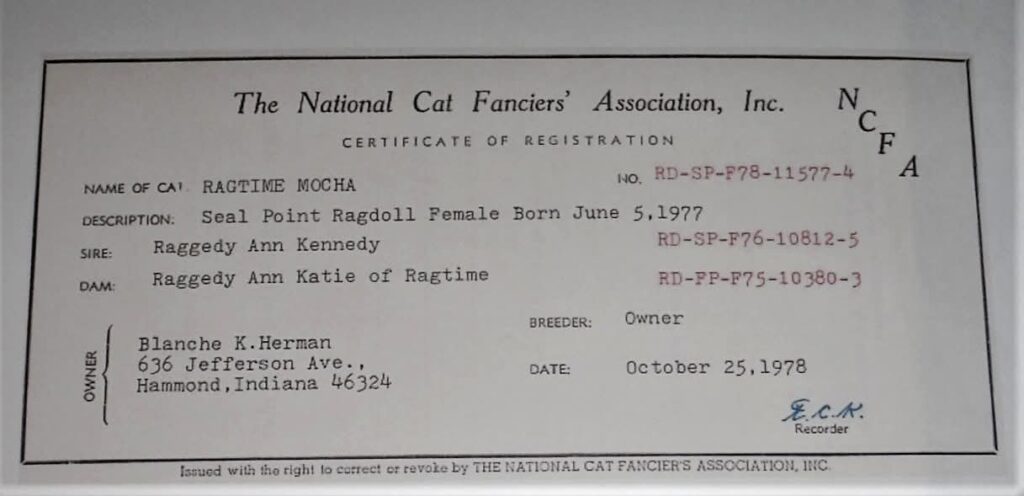 The National Cat Fanciers' Association, Inc.
NCFA
CERTIFICATE OF REGISTRATION
NAME OF CAT RAGTIME MOCHA NO. RD-SP-F78-11577-4
DESCRIPTION: Seal Point Ragdoll Female Born June 5,1977
SIRE: Raggedy Ann Kennedy RD-SP-F76-10812-5
DAM: Raggedy Ann Katie of Ragtime RD-FP-F75-10380-3
BREEDER: Owner
OWNER
Blanche K.Herman
636 Jefferson Ave.,
Hammond,Indiana 46324
DATE: October 25,1978
E.C.K.
Recorder
Issued with the right to correct or revoke by THE NATIONAL CAT FANCIER'S ASSOCIATION, INC.